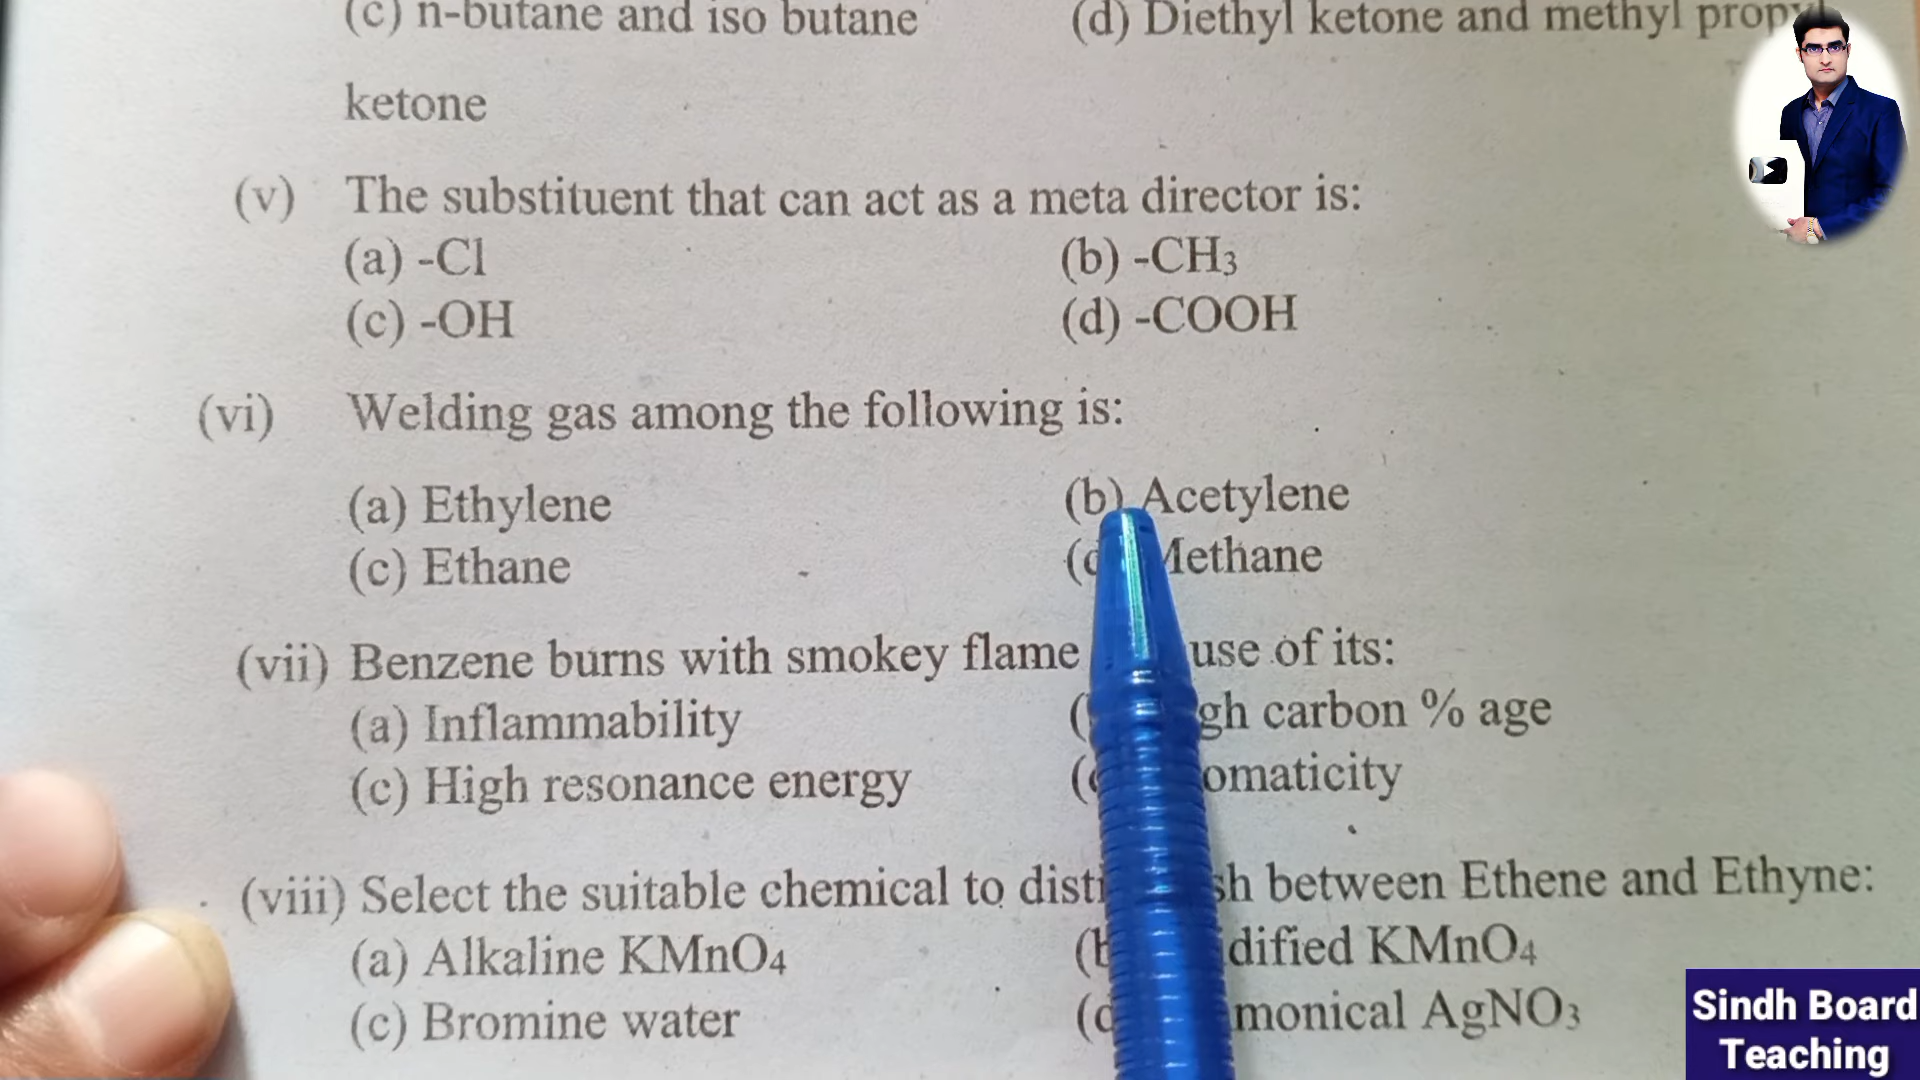 (c) n-butane and iso butane (d) Diethyl ketone and methyl propyl
ketone
(v) The substituent that can act as a meta director is:
(a) -Cl (b) -CH3
(c) -OH (d) -COOH
(vi) Welding gas among the following is:
(a) Ethylene (b) Acetylene
(c) Ethane Methane
(vii) Benzene burns with smokey flame use of its:
(a) Inflammability gh carbon % age
(c) High resonance energy omaticity
(viii) Select the suitable chemical to disti sh between Ethene and Ethyne:
(a) Alkaline KMnO4 dified KMnO4
(c) Bromine water monical AgNO3
Sindh Board
Teaching